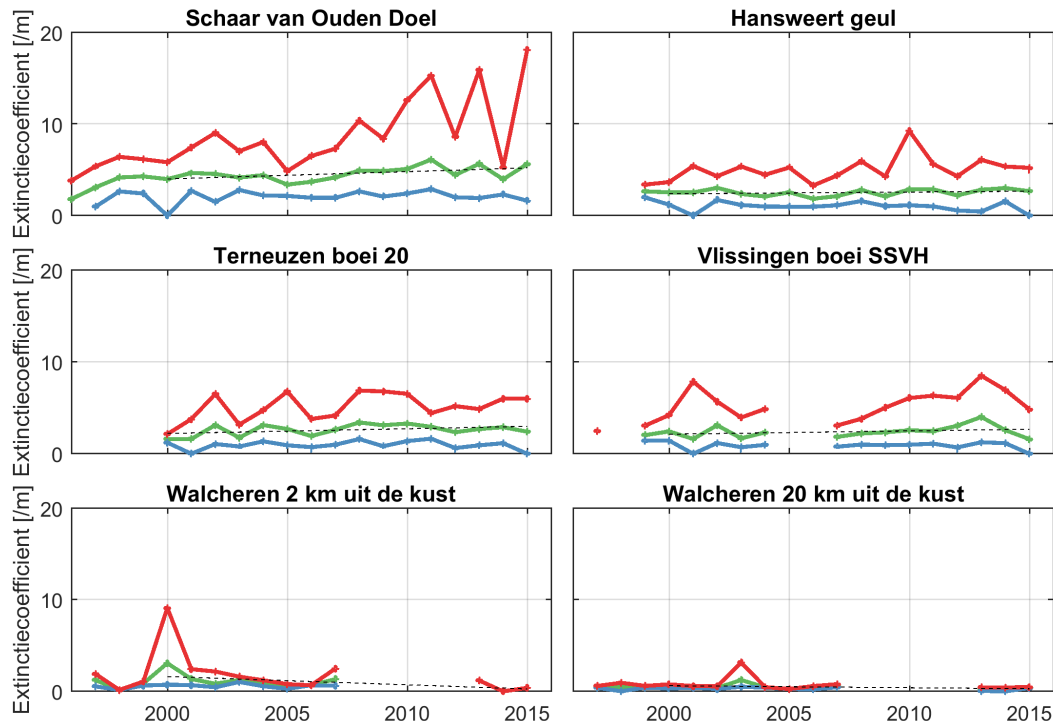 Schaar van Ouden Doel
Hansweert geul
Extinctiecoefficient [/m]
20
10
0
Terneuzen boei 20
Vlissingen boei SSVH
Extinctiecoefficient [/m]
20
10
0
Walcheren 2 km uit de kust
Walcheren 20 km uit de kust
Extinctiecoefficient [/m]
20
10
0
2000 2005 2010 2015
2000 2005 2010 2015